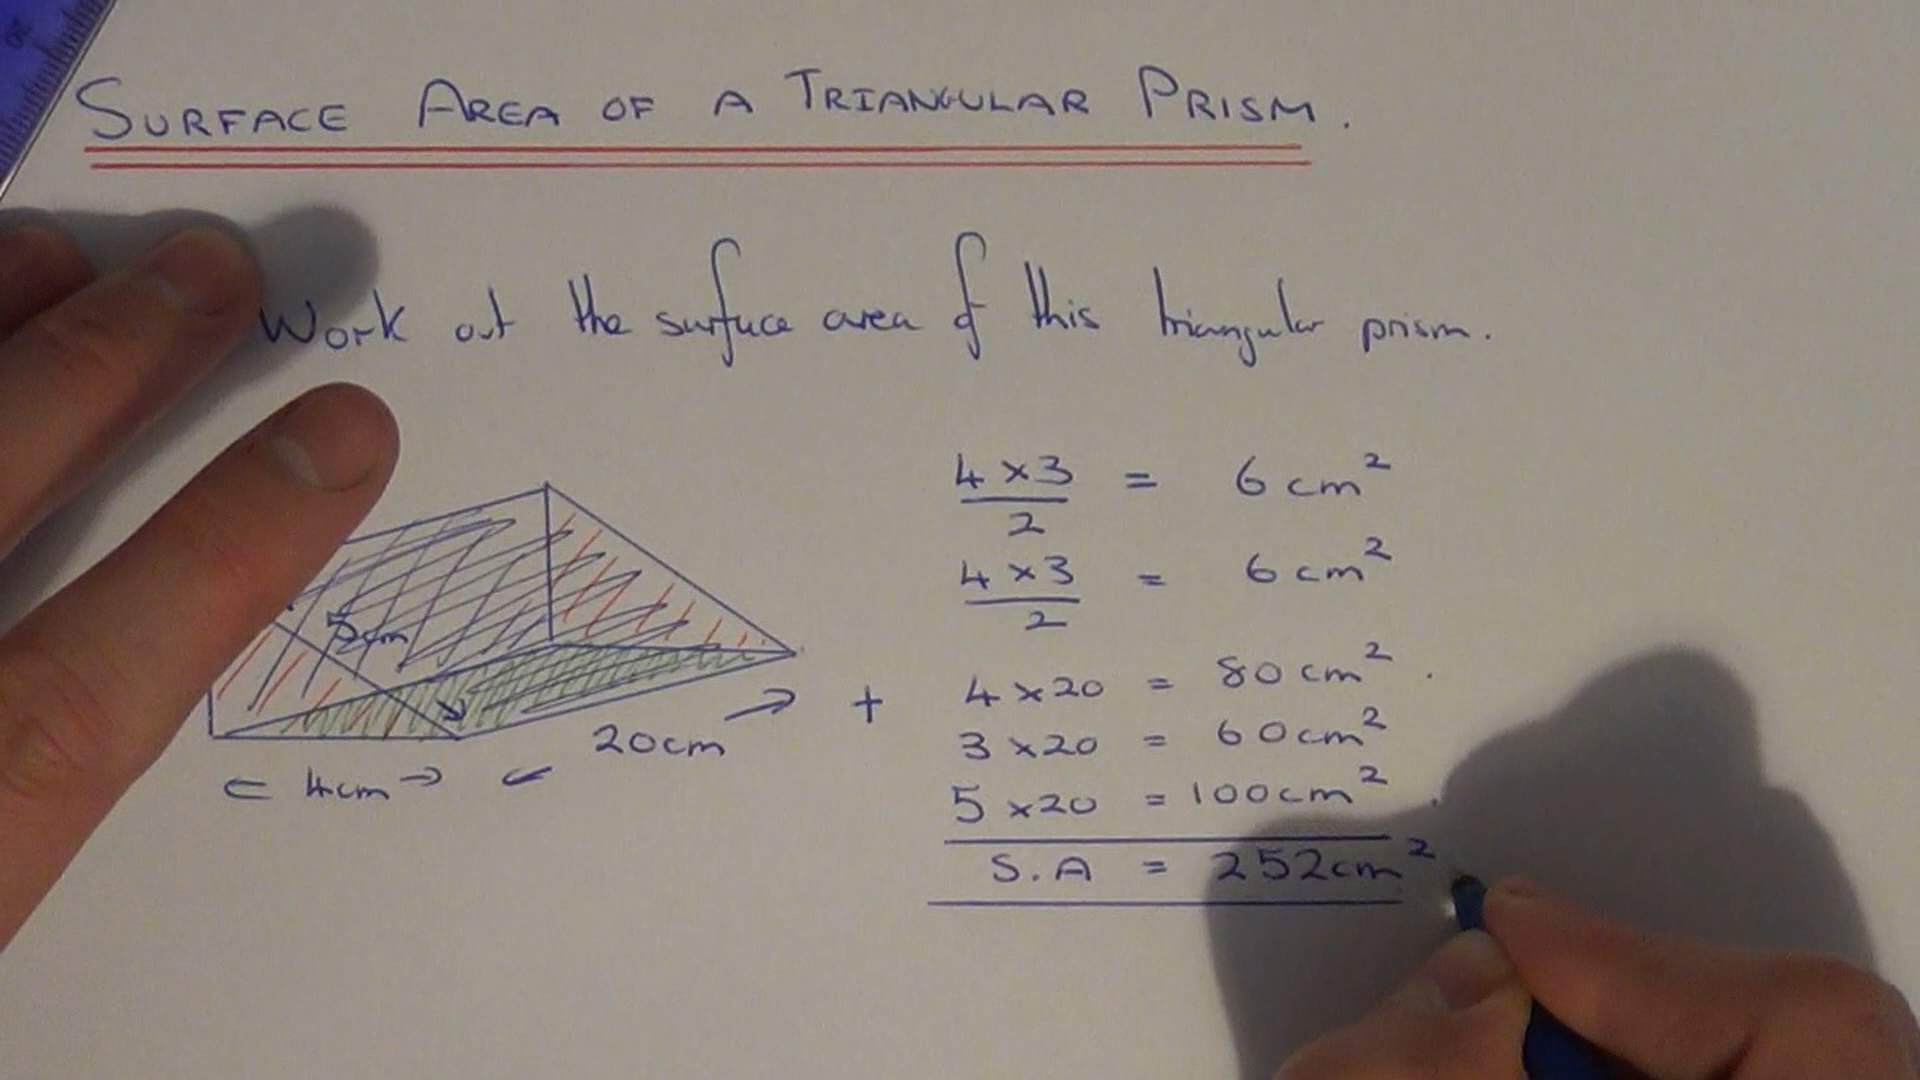 SURFACE AREA OF A TRIANGULAR PRISM.
Work out the surface area of this triangular prism.
4 × 3 / 2 = 6 cm²
4 × 3 / 2 = 6 cm²
+ 4 × 20 = 80 cm².
3 × 20 = 60 cm²
5 × 20 = 100 cm².
S.A = 252 cm²
5cm
20cm
4cm